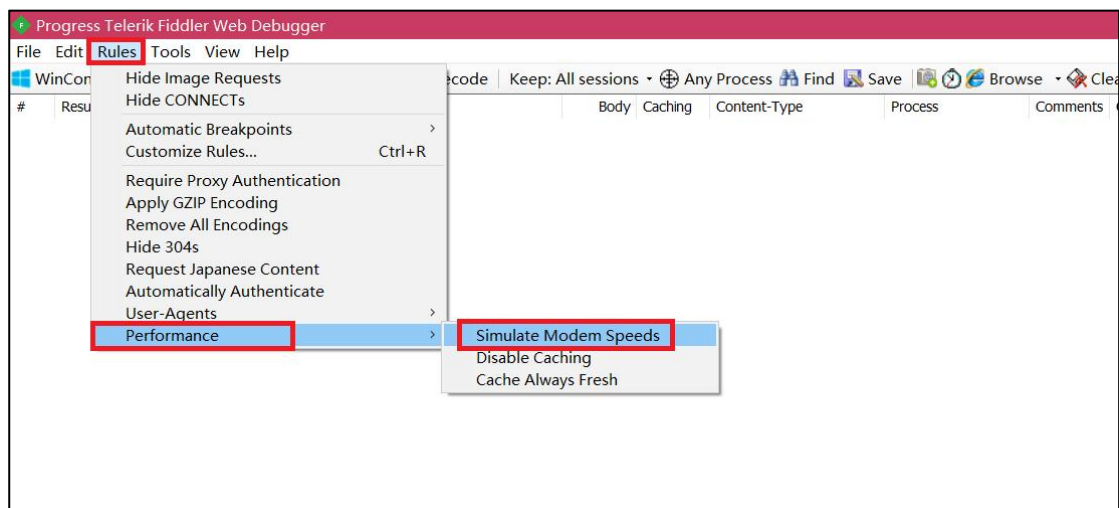 Progress Telerik Fiddler Web Debugger
File Edit Rules Tools View Help
WinCon Decode Keep: All sessions Any Process Find Save Browse Clea
# Resu Body Caching Content-Type Process Comments
Hide Image Requests
Hide CONNECTs
Automatic Breakpoints >
Customize Rules... Ctrl+R
Require Proxy Authentication
Apply GZIP Encoding
Remove All Encodings
Hide 304s
Request Japanese Content
Automatically Authenticate
User-Agents >
Performance >
Simulate Modem Speeds
Disable Caching
Cache Always Fresh